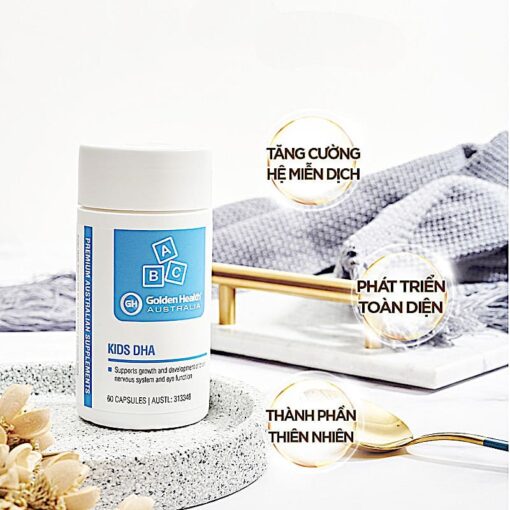 TĂNG CƯỜNG
HỆ MIỄN DỊCH
A
B C
GH Golden Health
AUSTRALIA
PREMIUM AUSTRALIAN SUPPLEMENTS
PHÁT TRIỂN
TOÀN DIỆN
KIDS DHA
Supports growth and development of
nervous system and eye function
60 CAPSULES | AUSTL: 313348
THÀNH PHẦN
THIÊN NHIÊN